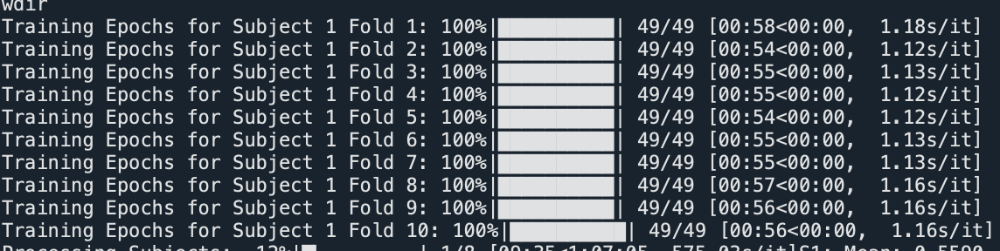 wdir
Training Epochs for Subject 1 Fold 1: 100%|██████████| 49/49 [00:58<00:00,  1.18s/it]
Training Epochs for Subject 1 Fold 2: 100%|██████████| 49/49 [00:54<00:00,  1.12s/it]
Training Epochs for Subject 1 Fold 3: 100%|██████████| 49/49 [00:55<00:00,  1.13s/it]
Training Epochs for Subject 1 Fold 4: 100%|██████████| 49/49 [00:55<00:00,  1.12s/it]
Training Epochs for Subject 1 Fold 5: 100%|██████████| 49/49 [00:54<00:00,  1.12s/it]
Training Epochs for Subject 1 Fold 6: 100%|██████████| 49/49 [00:55<00:00,  1.13s/it]
Training Epochs for Subject 1 Fold 7: 100%|██████████| 49/49 [00:55<00:00,  1.13s/it]
Training Epochs for Subject 1 Fold 8: 100%|██████████| 49/49 [00:57<00:00,  1.16s/it]
Training Epochs for Subject 1 Fold 9: 100%|██████████| 49/49 [00:56<00:00,  1.16s/it]
Training Epochs for Subject 1 Fold 10: 100%|██████████| 49/49 [00:56<00:00,  1.16s/it]
Processing Subjects:  12%|█         | 1/8 [09:35<1:07:05, 575.03s/it]S1: Mean: 0.5590